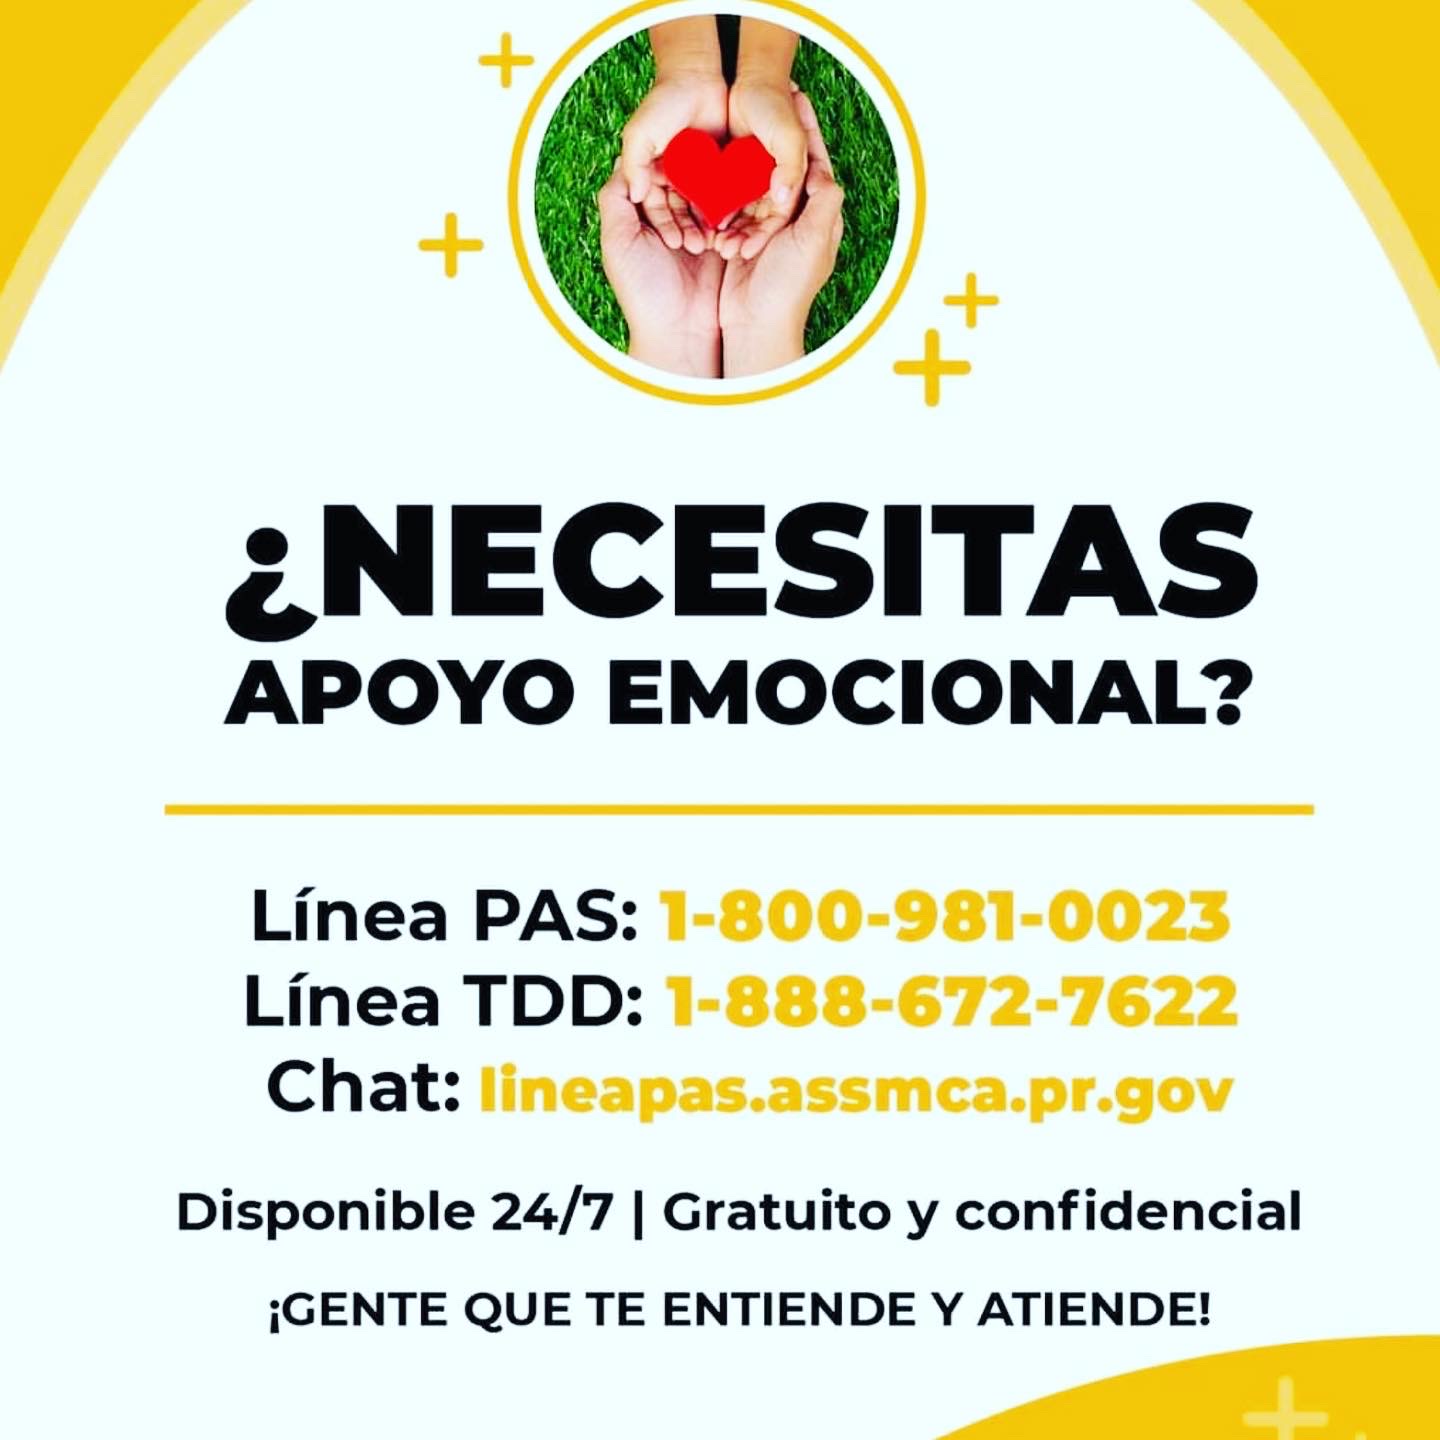 ¿NECESITAS
APOYO EMOCIONAL?
Línea PAS: 1-800-981-0023
Línea TDD: 1-888-672-7622
Chat: lineapas.assmca.pr.gov
Disponible 24/7 | Gratuito y confidencial
¡GENTE QUE TE ENTIENDE Y ATIENDE!